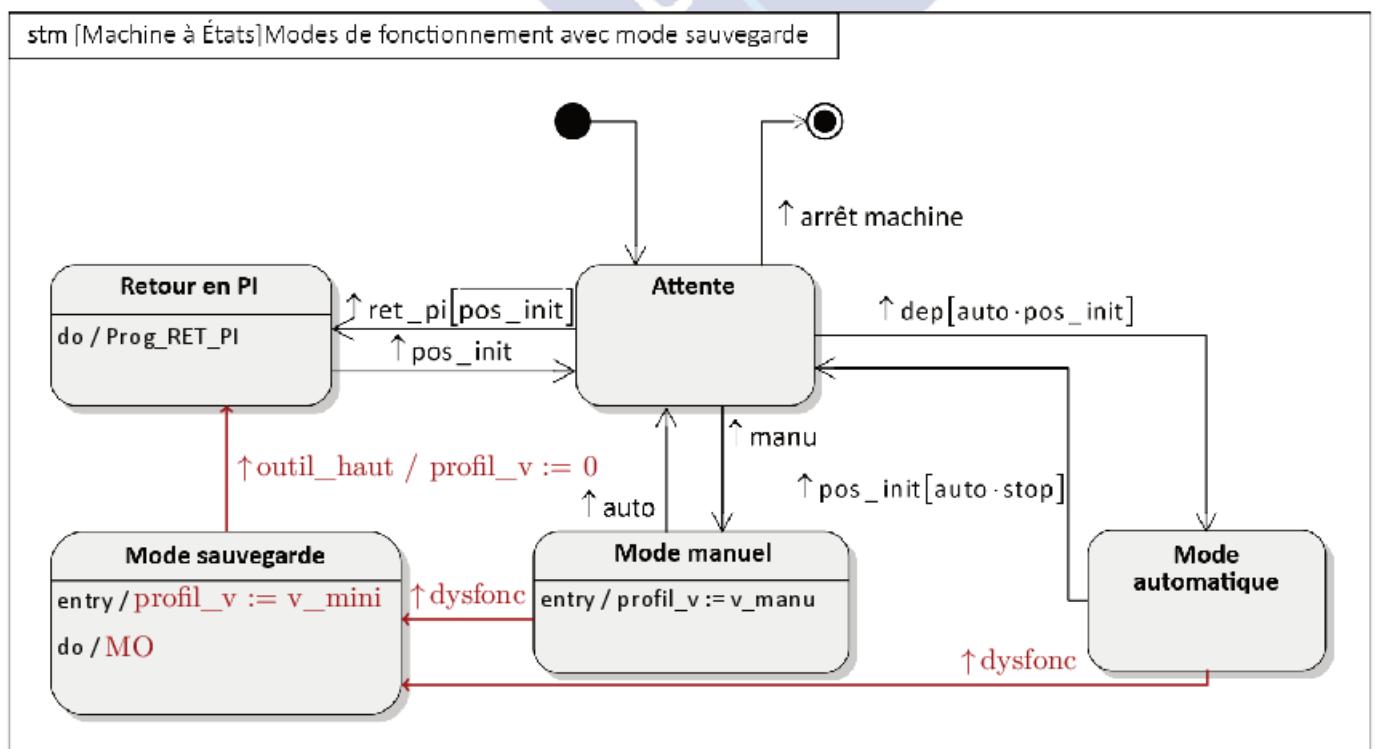 stm [Machine à États]Modes de fonctionnement avec mode sauvegarde
↑ arrêt machine
Retour en PI
do / Prog_RET_PI
↑ ret_pi[p̅o̅s̅_̅i̅n̅i̅t̅]
↑ pos_init
Attente
↑ dep[auto·pos_init]
↑ manu
↑outil_haut / profil_v := 0
↑ pos_init[auto·stop]
↑ auto
Mode sauvegarde
entry / profil_v := v_mini
do / MO
↑dysfonc
Mode manuel
entry / profil_v := v_manu
Mode
automatique
↑dysfonc